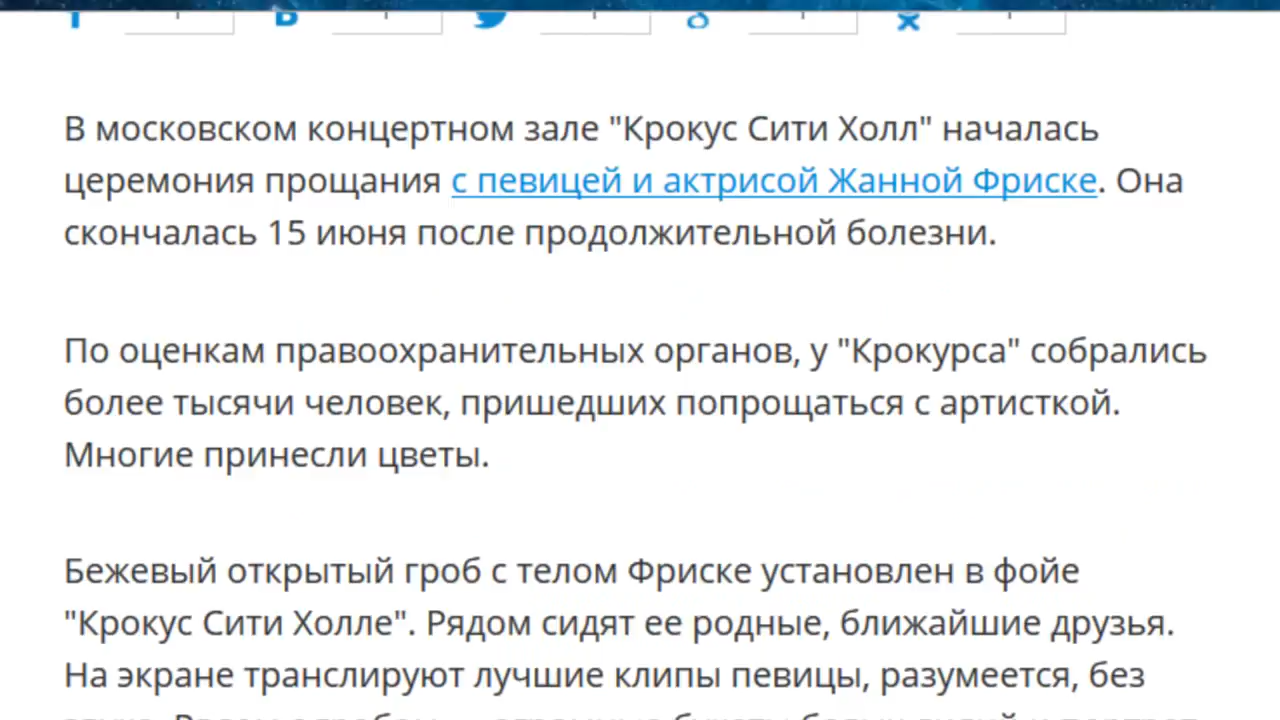 В московском концертном зале "Крокус Сити Холл" началась
церемония прощания с певицей и актрисой Жанной Фриске. Она
скончалась 15 июня после продолжительной болезни.
По оценкам правоохранительных органов, у "Крокурса" собрались
более тысячи человек, пришедших попрощаться с артисткой.
Многие принесли цветы.
Бежевый открытый гроб с телом Фриске установлен в фойе
"Крокус Сити Холле". Рядом сидят ее родные, ближайшие друзья.
На экране транслируют лучшие клипы певицы, разумеется, без